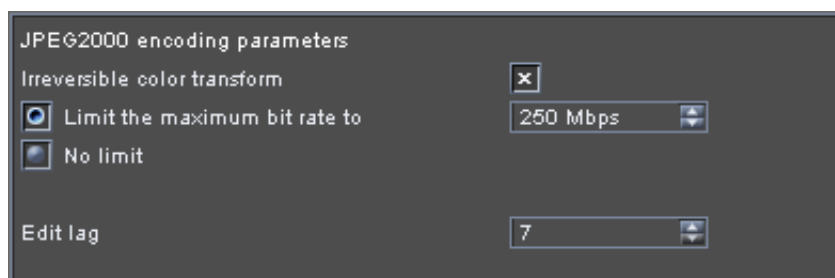 JPEG2000 encoding parameters
Irreversible color transform
Limit the maximum bit rate to 250 Mbps
No limit
Edit lag 7